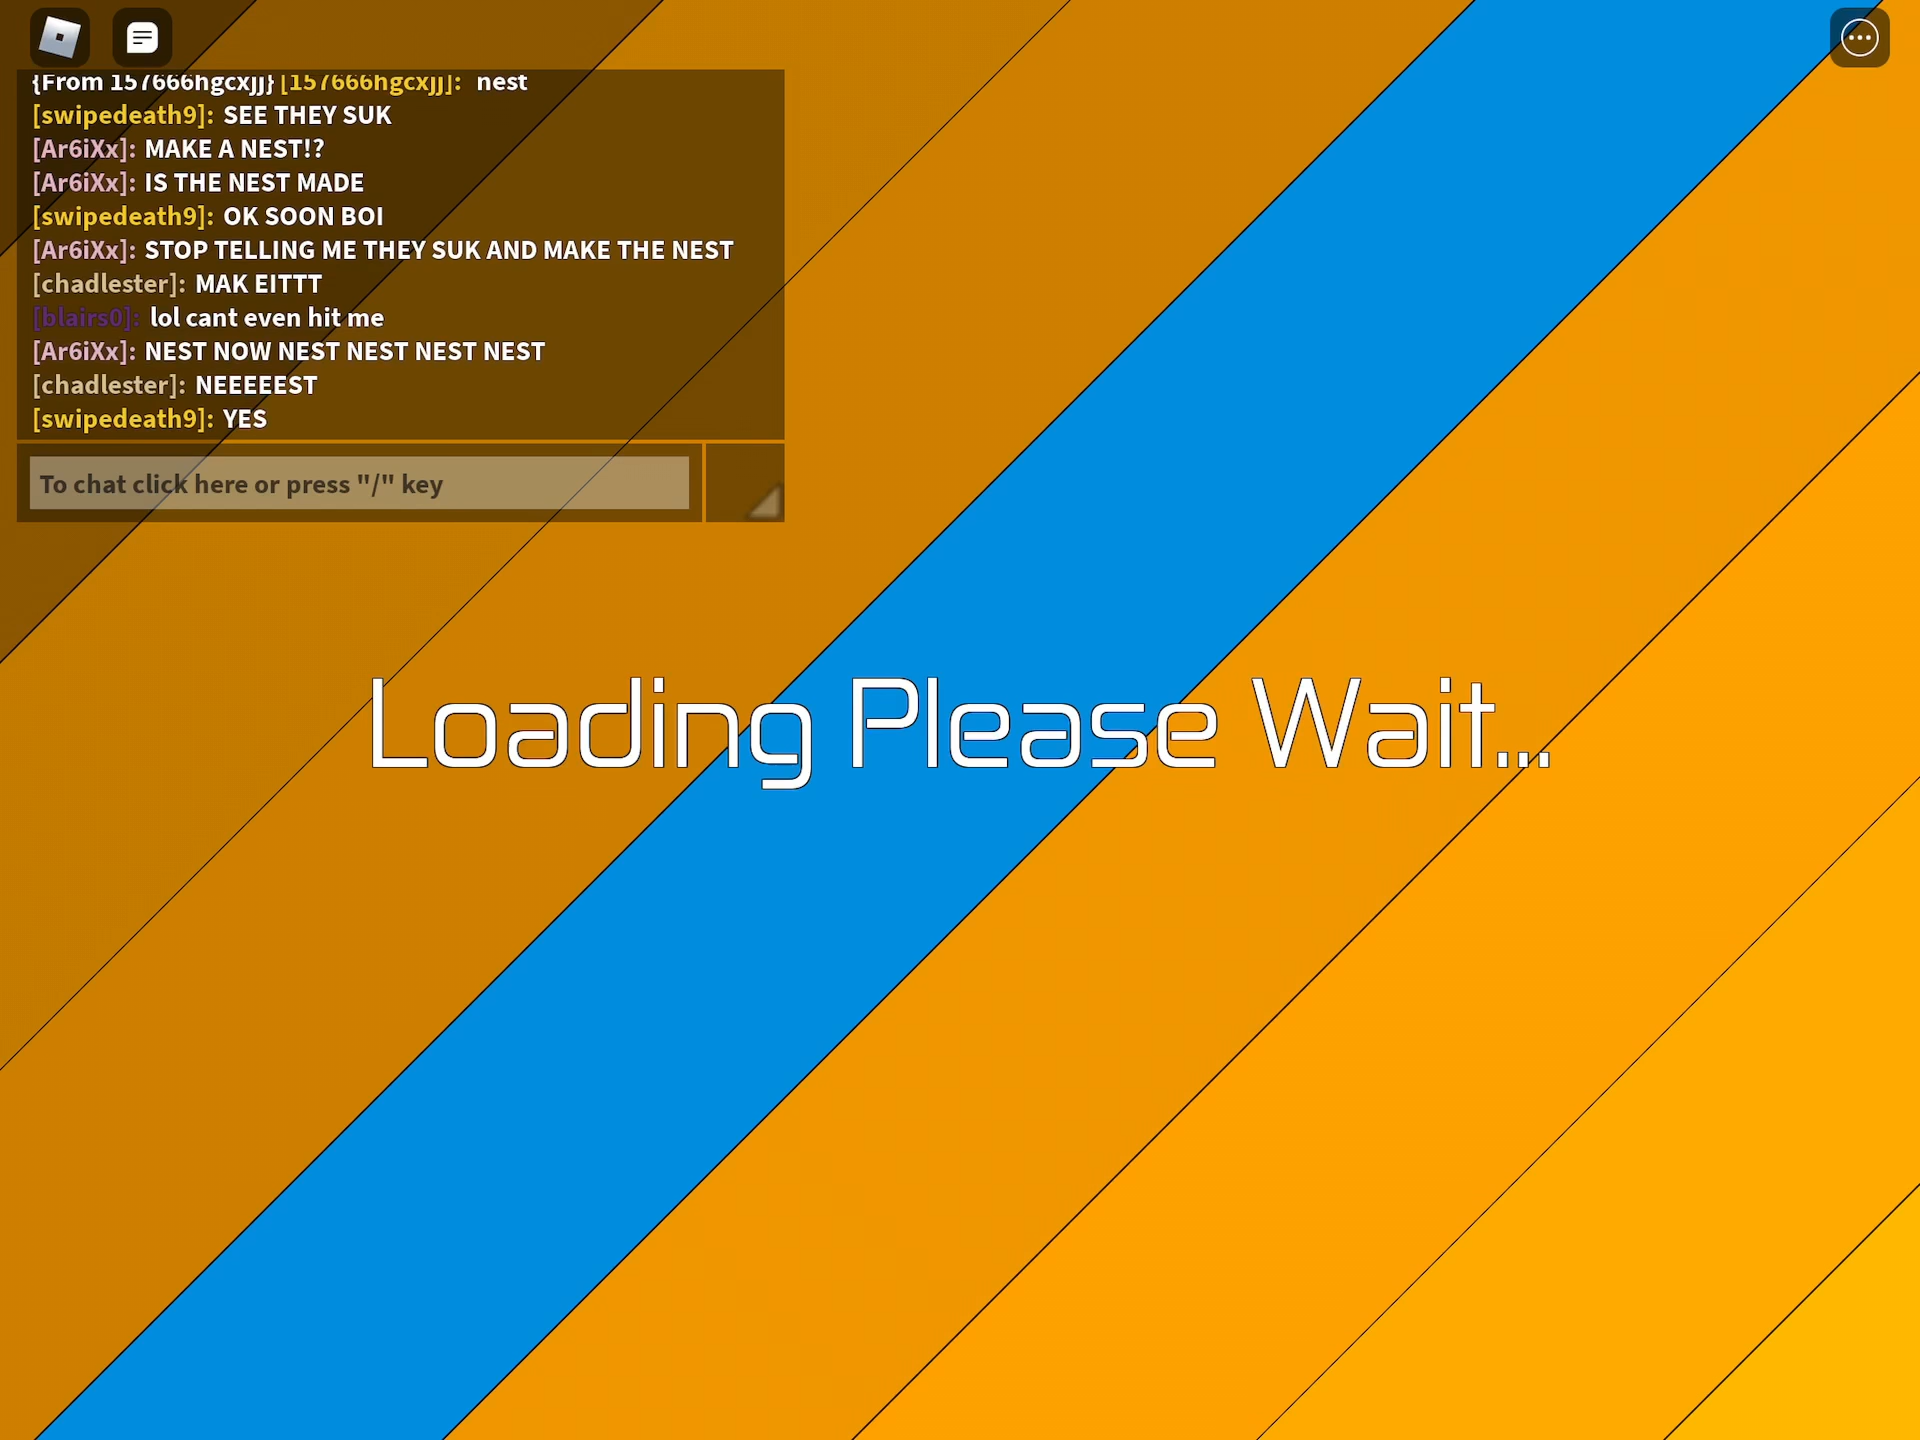 {From 157666hgcxjj} [157666hgcxjj]: nest
[swipedeath9]: SEE THEY SUK
[Ar6iXx]: MAKE A NEST!?
[Ar6iXx]: IS THE NEST MADE
[swipedeath9]: OK SOON BOI
[Ar6iXx]: STOP TELLING ME THEY SUK AND MAKE THE NEST
[chadlester]: MAK EITTT
[blairs0]: lol cant even hit me
[Ar6iXx]: NEST NOW NEST NEST NEST NEST
[chadlester]: NEEEEEST
[swipedeath9]: YES
To chat click here or press "/" key
Loading Please Wait...